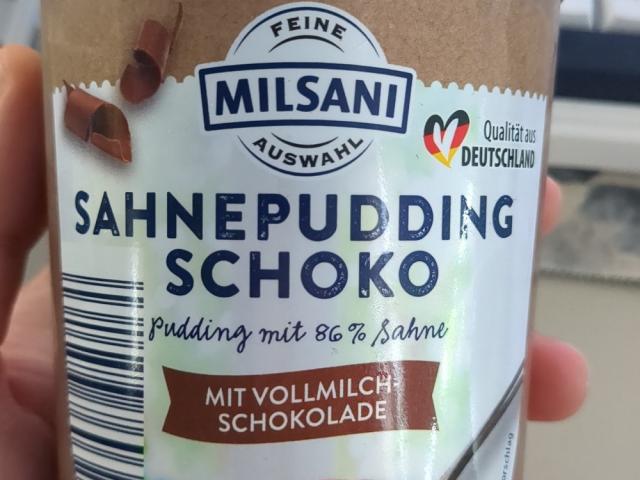 FEINE
MILSANI
AUSWAHL
Qualität aus
DEUTSCHLAND
SAHNEPUDDING
SCHOKO
Pudding mit 86 % Sahne
MIT VOLLMILCH-
SCHOKOLADE